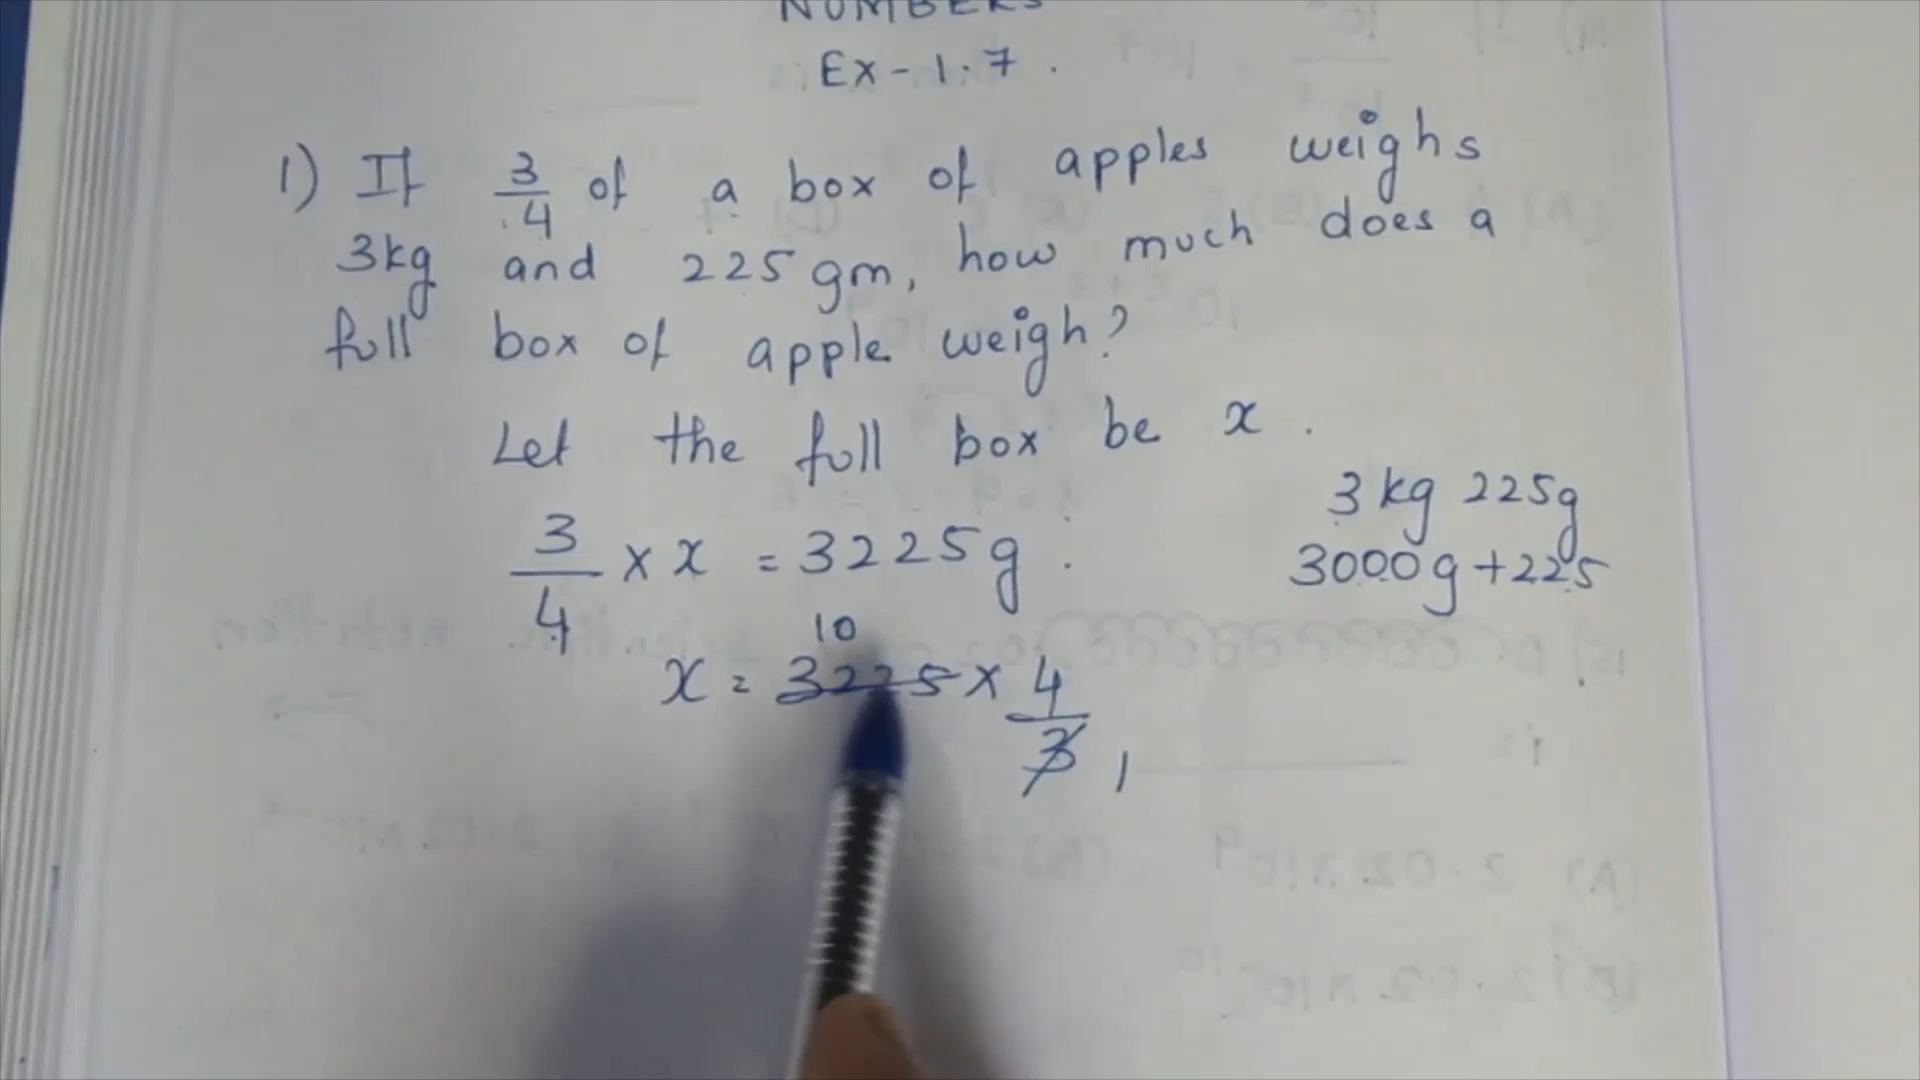 NUMBERS
Ex - 1.7.
1) If 3/4 of a box of apples weighs
3kg and 225 gm, how much does a
full box of apple weigh?
Let the full box be x.
3 kg 225g
3/4 × x = 3225g
3000g + 225
10
x = 3225 × 4/3 1